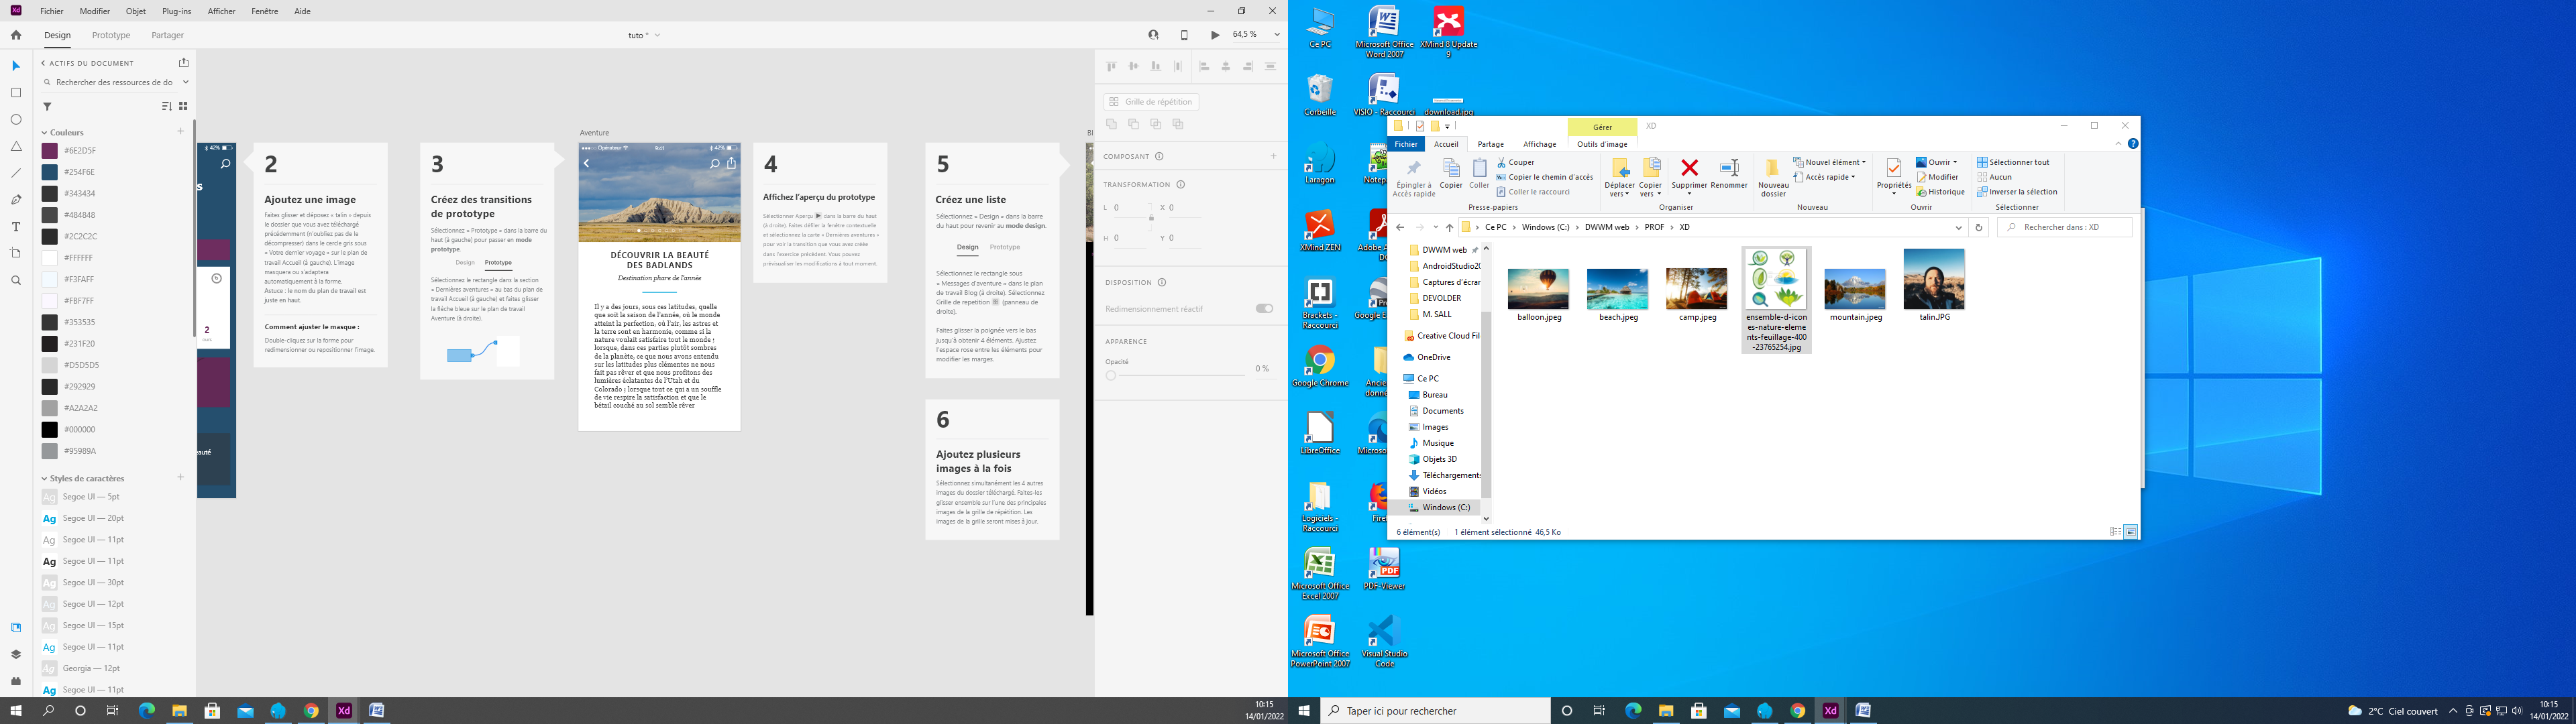 Xd
Fichier
Modifier
Objet
Plug-ins
Afficher
Fenêtre
Aide
Design
Prototype
Partager
tuto *
64,5 %
ACTIFS DU DOCUMENT
Rechercher des ressources de do
Couleurs
#6E2D5F
#254F6E
#343434
#484848
#2C2C2C
#FFFFFF
#F3FAFF
#FBF7FF
#353535
#231F20
#D5D5D5
#292929
#A2A2A2
#000000
#95989A
Styles de caractères
Ag Segoe UI — 5pt
Ag Segoe UI — 20pt
Ag Segoe UI — 11pt
Ag Segoe UI — 11pt
Ag Segoe UI — 30pt
Ag Segoe UI — 12pt
Ag Segoe UI — 15pt
Ag Segoe UI — 11pt
Ag Georgia — 12pt
Ag Segoe UI — 11pt
42%
s
2
auté
2
Ajoutez une image
Faites glisser et déposez « talin » depuis
le dossier que vous avez téléchargé
précédemment (n'oubliez pas de le
décompresser) dans le cercle gris sous
« Votre dernier voyage » sur le plan de
travail Accueil (à gauche). L'image
masquera ou s'adaptera
automatiquement à la forme.
Astuce : le nom du plan de travail est
juste en haut.
Comment ajuster le masque :
Double-cliquez sur la forme pour
redimensionner ou repositionner l'image.
3
Créez des transitions
de prototype
Sélectionnez « Prototype » dans la barre du
haut (à gauche) pour passer en mode
prototype.
Design
Prototype
Sélectionnez le rectangle dans la section
« Dernières aventures » au bas du plan de
travail Accueil (à gauche) et faites glisser
la flèche bleue sur le plan de travail
Aventure (à droite).
Aventure
Opérateur
9:41
42%
DÉCOUVRIR LA BEAUTÉ
DES BADLANDS
Destination phare de l'année
Il y a des jours, sous ces latitudes, quelle
que soit la saison de l'année, où le monde
atteint la perfection, où l'air, les astres et
la terre sont en harmonie, comme si la
nature voulait satisfaire tout le monde ;
lorsque, dans ces parties plutôt sombres
de la planète, ce que nous avons entendu
sur les latitudes plus clémentes ne nous
fait pas rêver et que nous profitons des
lumières éclatantes de l'Utah et du
Colorado ; lorsque tout ce qui a un souffle
de vie respire la satisfaction et que le
bétail couché au sol semble rêver
4
Affichez l'aperçu du prototype
Sélectionner Aperçu dans la barre du haut
(à droite). Faites défiler la fenêtre contextuelle
et sélectionnez la carte « Dernières aventures »
pour voir la transition que vous avez créée
dans l'exercice précédent. Vous pouvez
prévisualiser les modifications à tout moment.
5
Créez une liste
Sélectionnez « Design » dans la barre
du haut pour revenir au mode design.
Design
Prototype
Sélectionnez le rectangle sous
« Messages d'aventure » dans le plan
de travail Blog (à droite). Sélectionnez
Grille de repetition (panneau de
droite).
Faites glisser la poignée vers le bas
jusqu'à obtenir 4 éléments. Ajustez
l'espace rose entre les éléments pour
modifier les marges.
6
Ajoutez plusieurs
images à la fois
Sélectionnez simultanément les 4 autres
images du dossier téléchargé. Faites-les
glisser ensemble sur l'une des principales
images de la grille de répétition. Les
images de la grille seront mises à jour.
Bl
Grille de répétition
COMPOSANT
TRANSFORMATION
L 0 X 0
H 0 Y 0
DISPOSITION
Redimensionnement réactif
APPARENCE
Opacité
0 %
10:15
14/01/2022
Ce PC
Microsoft Office
Word 2007
XMind 8 Update
9
Corbeille
VISIO - Raccourci
download.jpg
Laragon
Notep
XMind ZEN
Adobe A
Brackets -
Raccourci
Google E
Google Chrome
Ancie
donne
LibreOffice
Micros
Logiciels -
Raccourci
Firef
Microsoft Office
Excel 2007
PDF-Viewer
Microsoft Office
PowerPoint 2007
Visual Studio
Code
Gérer
XD
Fichier
Accueil
Partage
Affichage
Outils d'image
Épingler à
Accès rapide
Copier
Coller
Couper
Copier le chemin d'accès
Coller le raccourci
Presse-papiers
Déplacer
vers
Copier
vers
Supprimer
Renommer
Organiser
Nouveau
dossier
Nouvel élément
Accès rapide
Nouveau
Propriétés
Ouvrir
Modifier
Historique
Ouvrir
Sélectionner tout
Aucun
Inverser la sélection
Sélectionner
Ce PC > Windows (C:) > DWWM web > PROF > XD
Rechercher dans : XD
DWWM web
AndroidStudio20
Captures d'écran
DEVOLDER
M. SALL
Creative Cloud Fil
OneDrive
Ce PC
Bureau
Documents
Images
Musique
Objets 3D
Téléchargements
Vidéos
Windows (C:)
balloon.jpeg
beach.jpeg
camp.jpeg
ensemble-d-icon
es-nature-eleme
nts-feuillage-400
-23765254.jpg
mountain.jpeg
talin.JPG
6 élément(s)
1 élément sélectionné 46,5 Ko
Taper ici pour rechercher
2°C Ciel couvert
10:15
14/01/2022